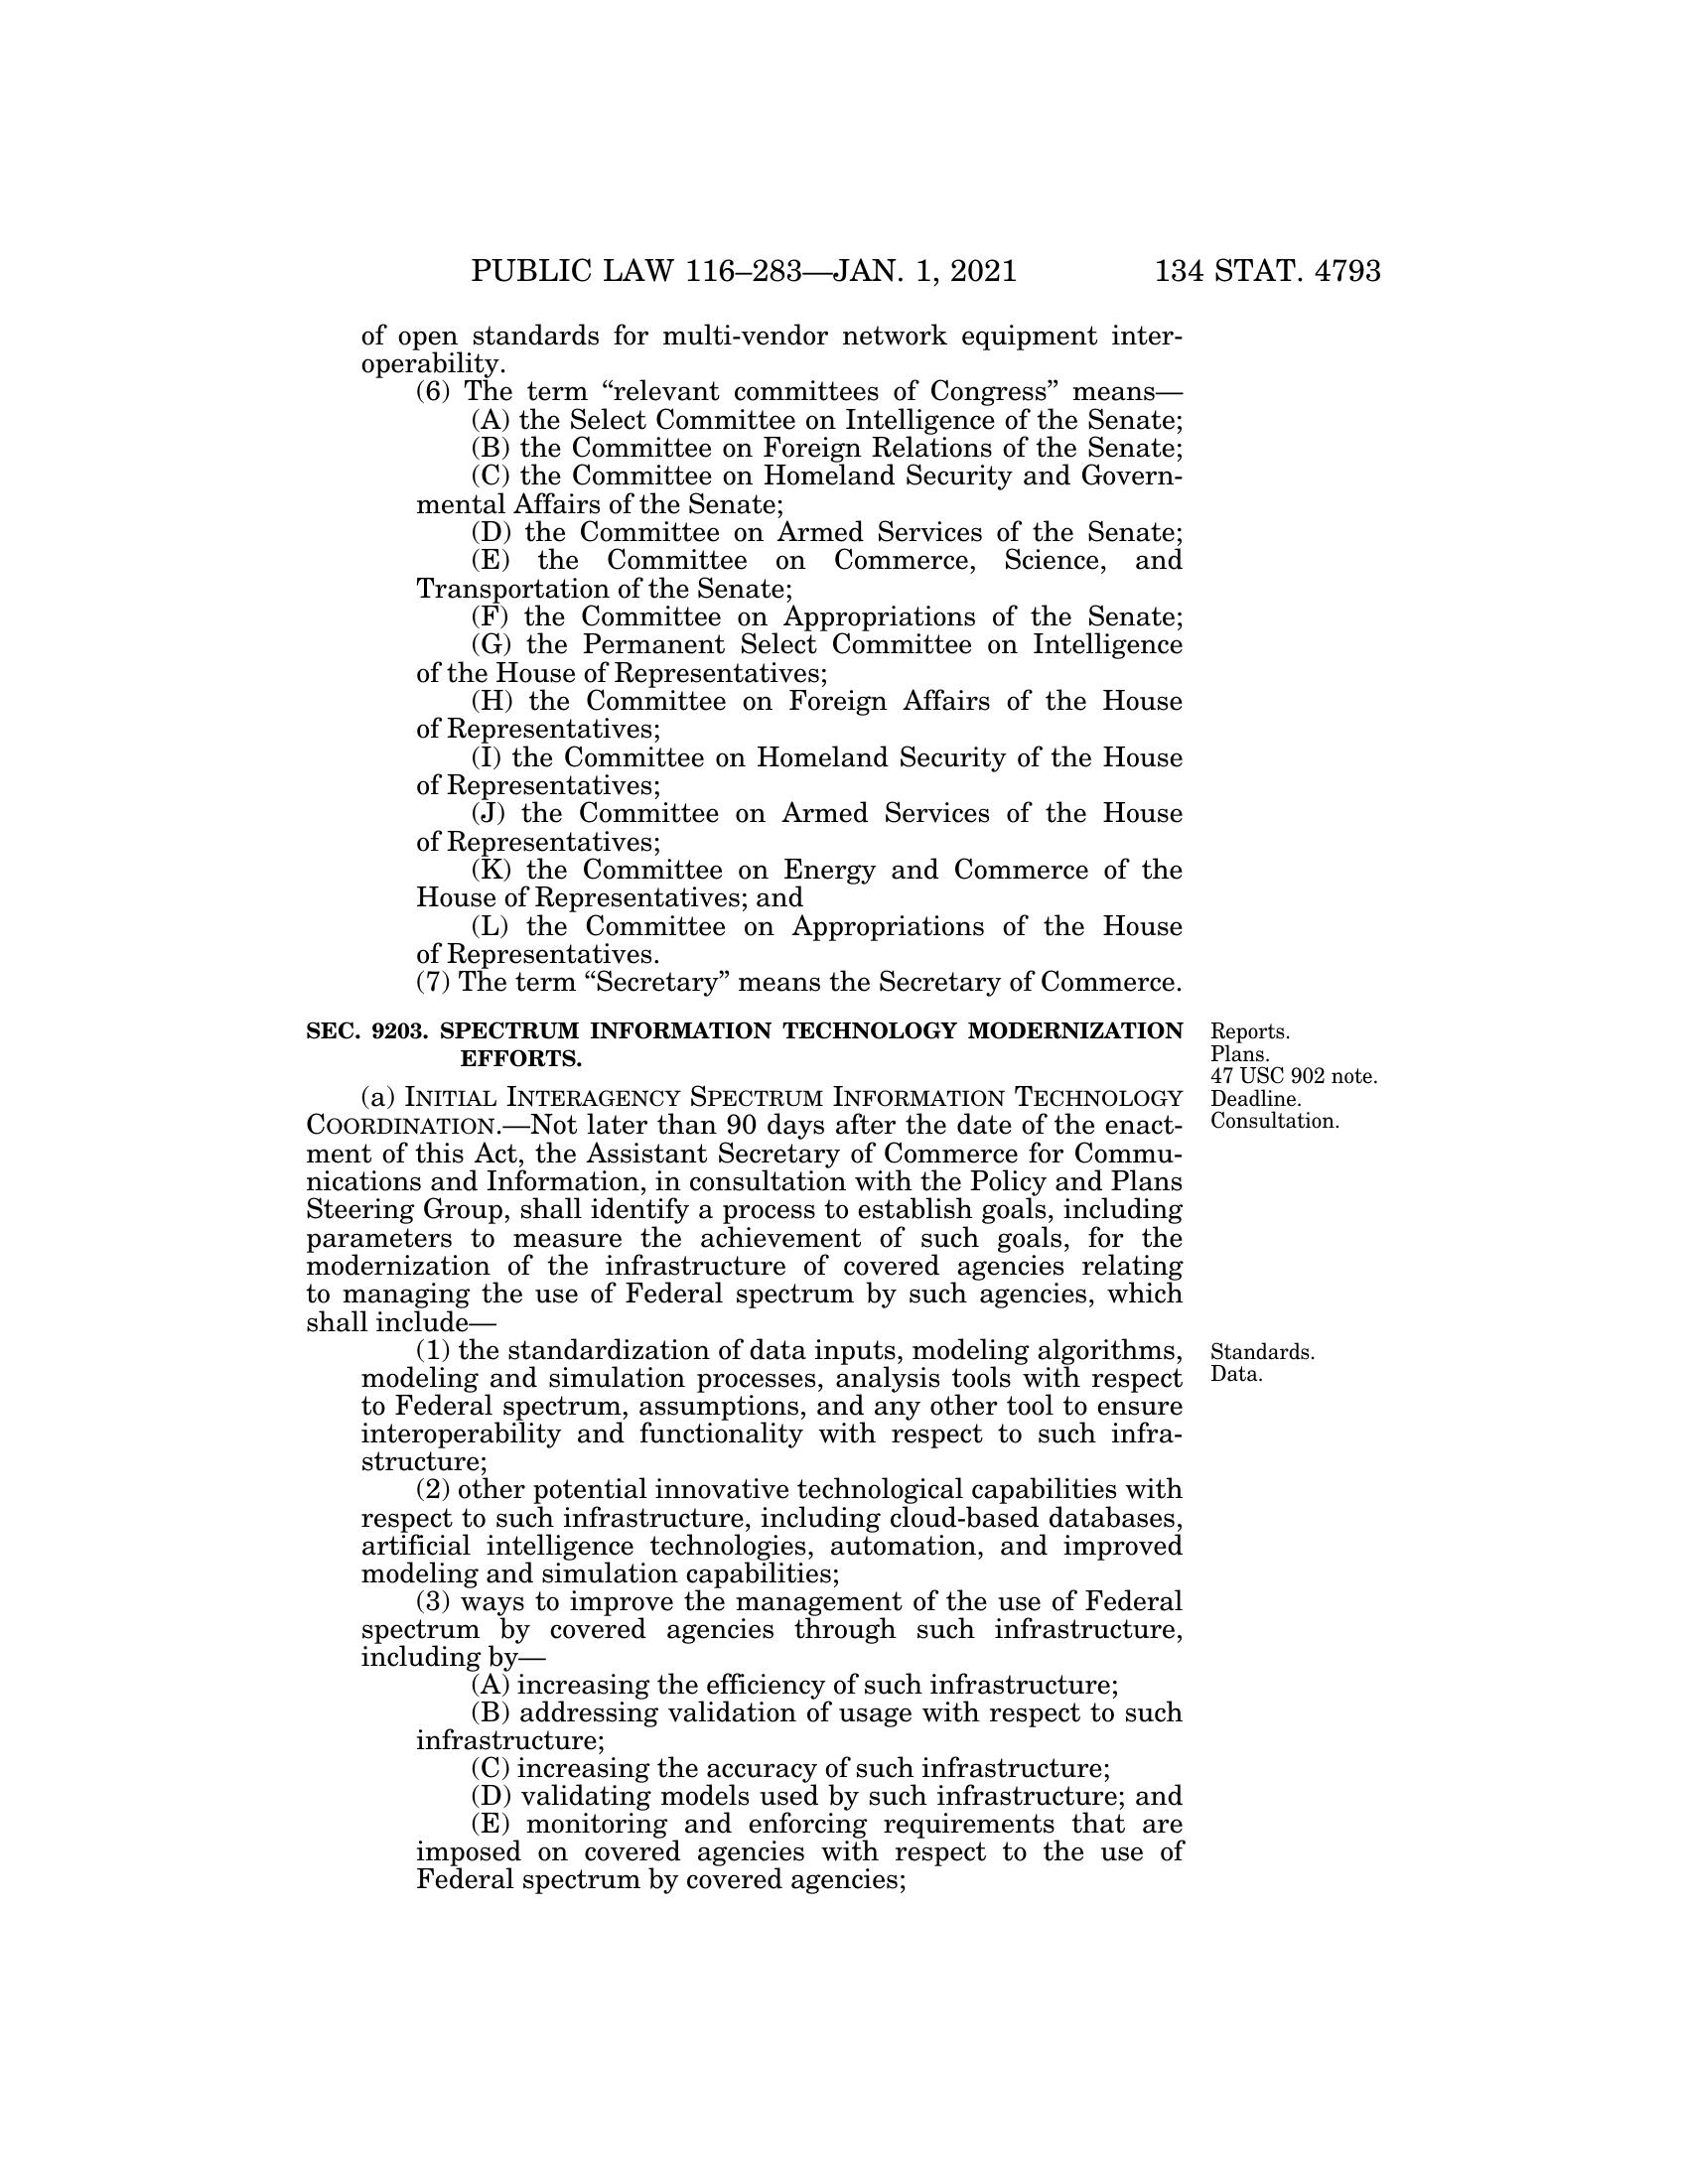 PUBLIC LAW 116–283—JAN. 1, 2021 134 STAT. 4793
of open standards for multi-vendor network equipment inter-
operability.
(6) The term “relevant committees of Congress” means—
(A) the Select Committee on Intelligence of the Senate;
(B) the Committee on Foreign Relations of the Senate;
(C) the Committee on Homeland Security and Govern-
mental Affairs of the Senate;
(D) the Committee on Armed Services of the Senate;
(E) the Committee on Commerce, Science, and
Transportation of the Senate;
(F) the Committee on Appropriations of the Senate;
(G) the Permanent Select Committee on Intelligence
of the House of Representatives;
(H) the Committee on Foreign Affairs of the House
of Representatives;
(I) the Committee on Homeland Security of the House
of Representatives;
(J) the Committee on Armed Services of the House
of Representatives;
(K) the Committee on Energy and Commerce of the
House of Representatives; and
(L) the Committee on Appropriations of the House
of Representatives.
(7) The term “Secretary” means the Secretary of Commerce.
SEC. 9203. SPECTRUM INFORMATION TECHNOLOGY MODERNIZATION
EFFORTS.
(a) INITIAL INTERAGENCY SPECTRUM INFORMATION TECHNOLOGY
COORDINATION.—Not later than 90 days after the date of the enact-
ment of this Act, the Assistant Secretary of Commerce for Commu-
nications and Information, in consultation with the Policy and Plans
Steering Group, shall identify a process to establish goals, including
parameters to measure the achievement of such goals, for the
modernization of the infrastructure of covered agencies relating
to managing the use of Federal spectrum by such agencies, which
shall include—
(1) the standardization of data inputs, modeling algorithms,
modeling and simulation processes, analysis tools with respect
to Federal spectrum, assumptions, and any other tool to ensure
interoperability and functionality with respect to such infra-
structure;
(2) other potential innovative technological capabilities with
respect to such infrastructure, including cloud-based databases,
artificial intelligence technologies, automation, and improved
modeling and simulation capabilities;
(3) ways to improve the management of the use of Federal
spectrum by covered agencies through such infrastructure,
including by—
(A) increasing the efficiency of such infrastructure;
(B) addressing validation of usage with respect to such
infrastructure;
(C) increasing the accuracy of such infrastructure;
(D) validating models used by such infrastructure; and
(E) monitoring and enforcing requirements that are
imposed on covered agencies with respect to the use of
Federal spectrum by covered agencies;
Reports.
Plans.
47 USC 902 note.
Deadline.
Consultation.
Standards.
Data.